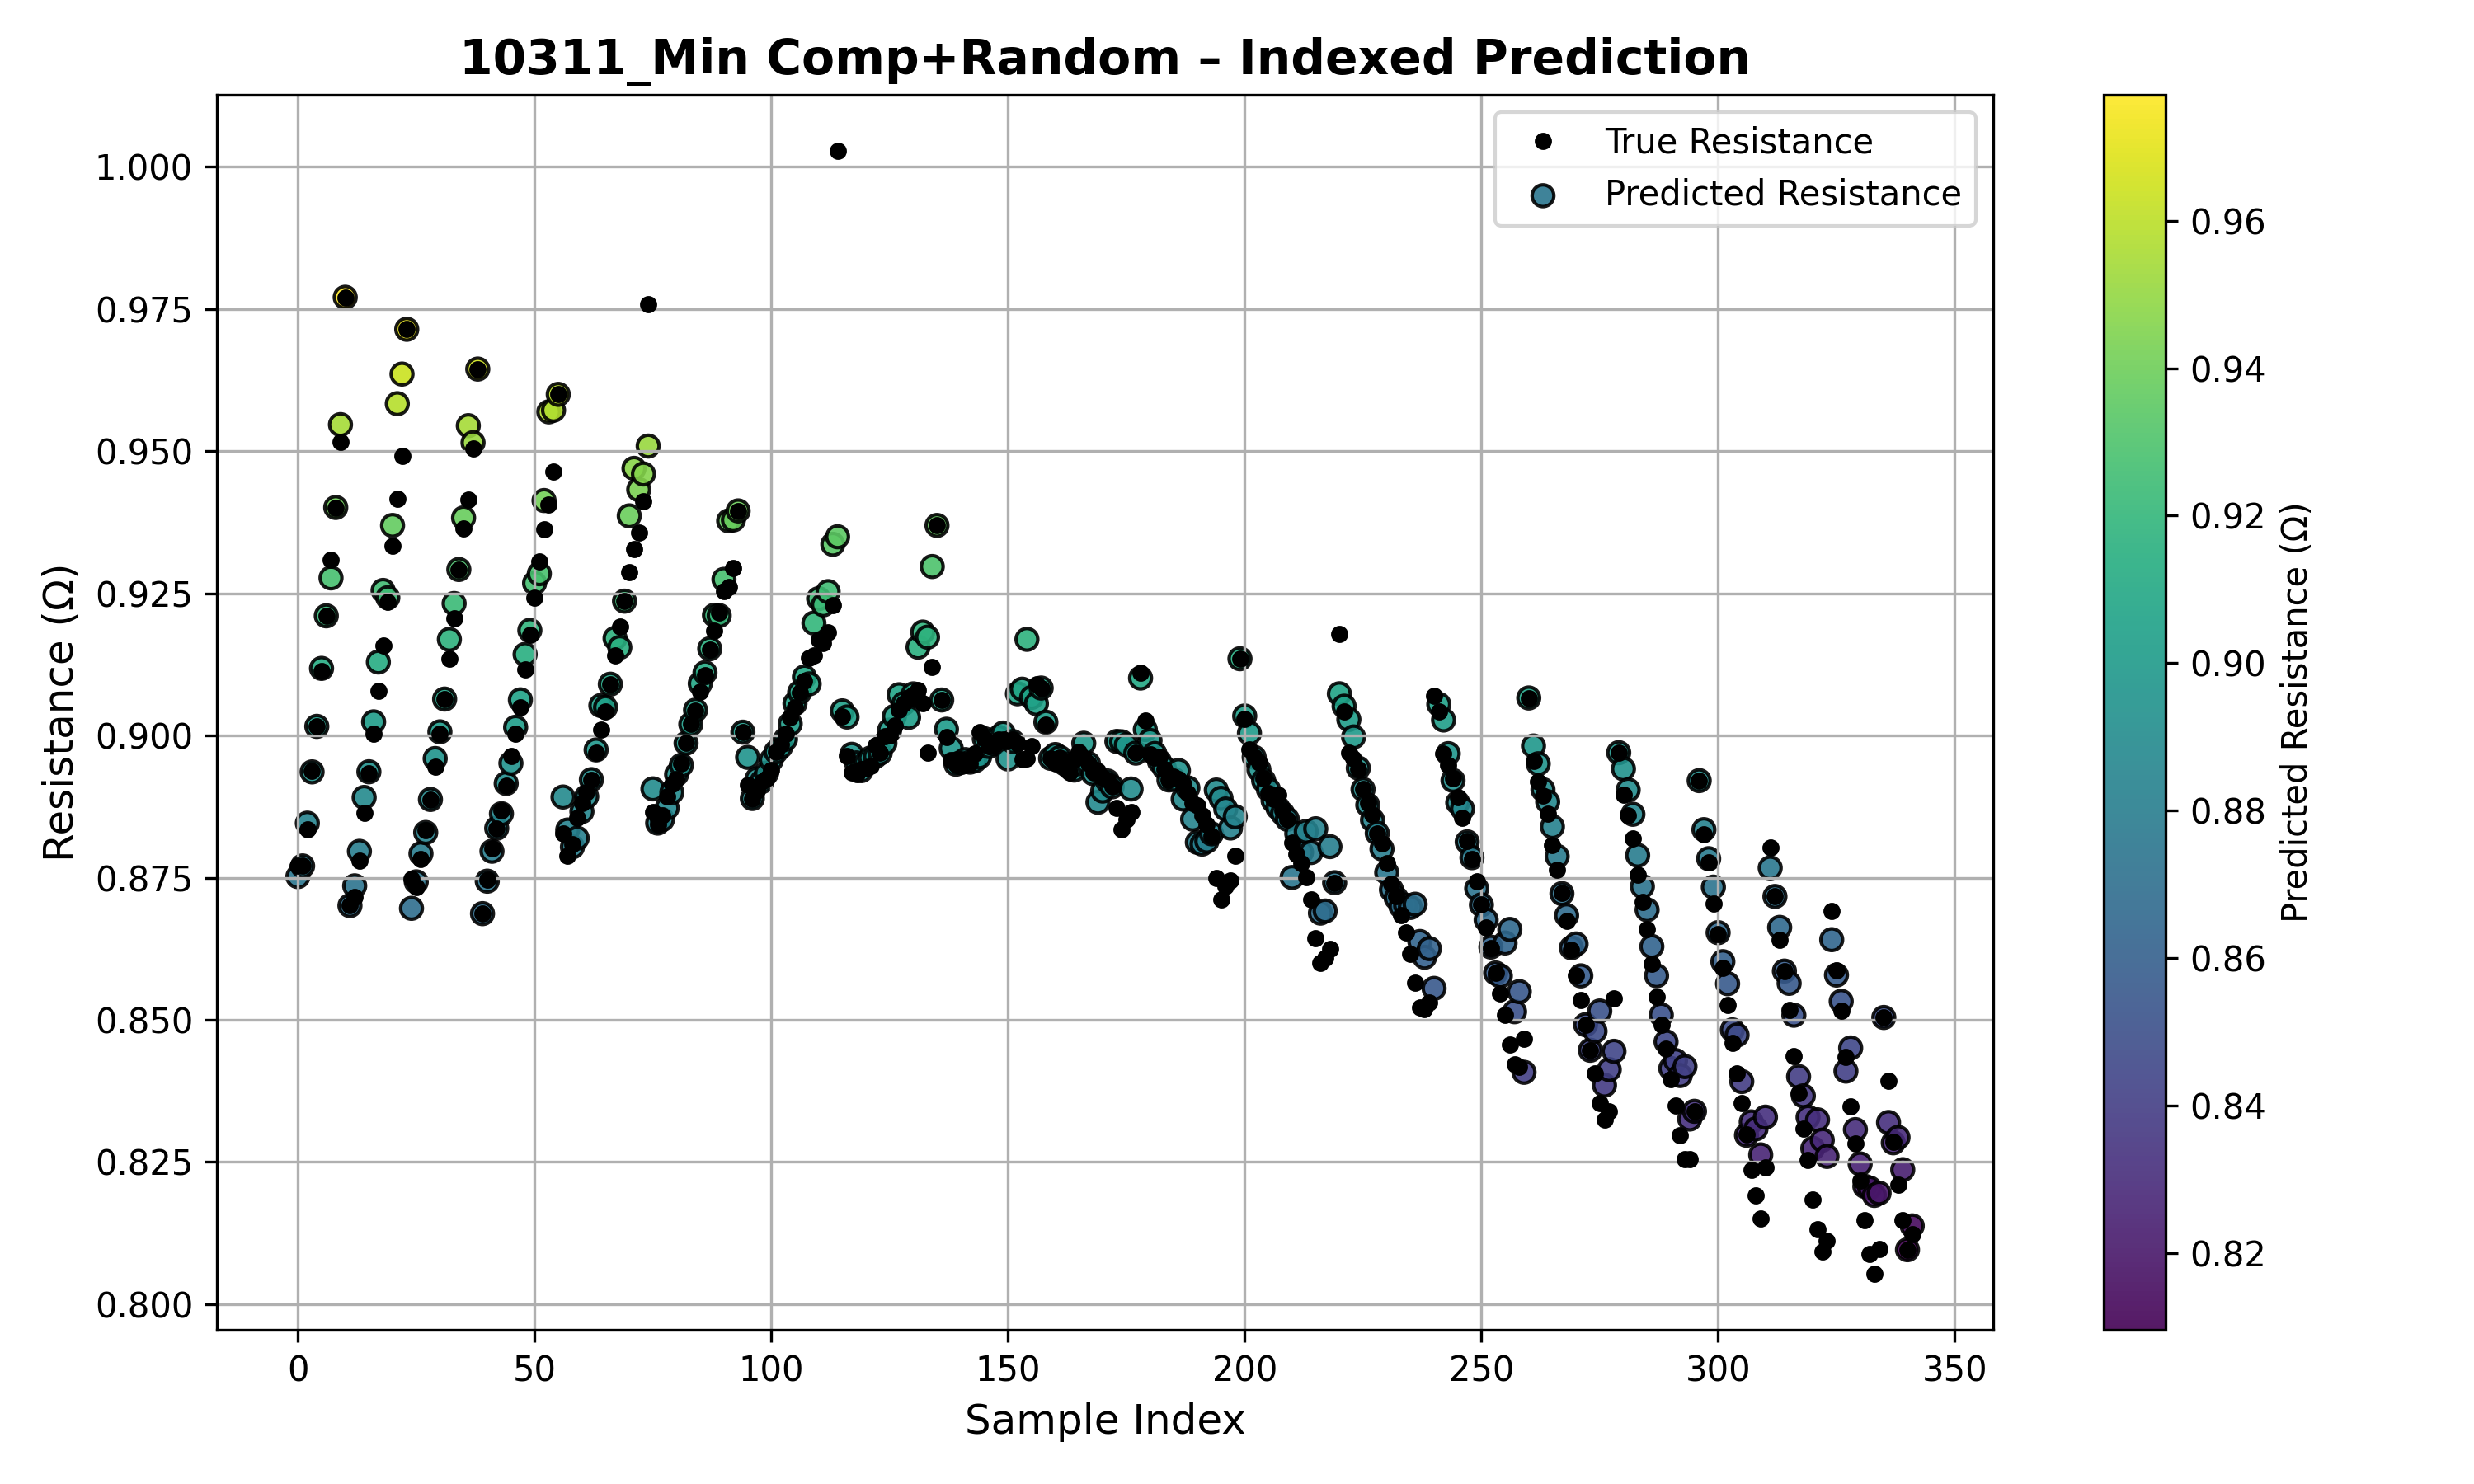 10311_Min Comp+Random – Indexed Prediction
True Resistance
Predicted Resistance
Resistance (Ω)
1.000
0.975
0.950
0.925
0.900
0.875
0.850
0.825
0.800
0 50 100 150 200 250 300 350
Sample Index
0.96
0.94
0.92
0.90
0.88
0.86
0.84
0.82
Predicted Resistance (Ω)